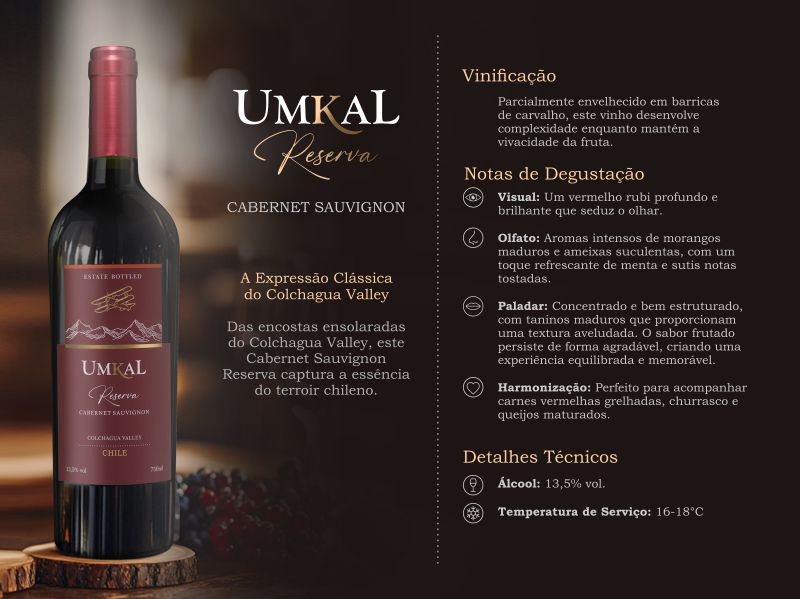 ESTATE BOTTLED
UMKAL
Reserva
CABERNET SAUVIGNON
COLCHAGUA VALLEY
CHILE
13,5% vol 750ml
UMKAL
Reserva
CABERNET SAUVIGNON
A Expressão Clássica
do Colchagua Valley
Das encostas ensolaradas
do Colchagua Valley, este
Cabernet Sauvignon
Reserva captura a essência
do terroir chileno.
Vinificação
Parcialmente envelhecido em barricas
de carvalho, este vinho desenvolve
complexidade enquanto mantém a
vivacidade da fruta.
Notas de Degustação
Visual: Um vermelho rubi profundo e
brilhante que seduz o olhar.
Olfato: Aromas intensos de morangos
maduros e ameixas suculentas, com um
toque refrescante de menta e sutis notas
tostadas.
Paladar: Concentrado e bem estruturado,
com taninos maduros que proporcionam
uma textura aveludada. O sabor frutado
persiste de forma agradável, criando uma
experiência equilibrada e memorável.
Harmonização: Perfeito para acompanhar
carnes vermelhas grelhadas, churrasco e
queijos maturados.
Detalhes Técnicos
Álcool: 13,5% vol.
Temperatura de Serviço: 16-18°C